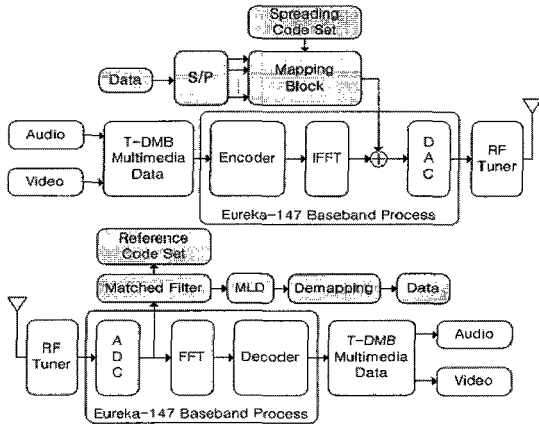 Spreading
Code Set
Data
S/P
Mapping
Block
Audio
Video
T-DMB
Multimedia
Data
Encoder
IFFT
D
A
C
RF
Tuner
Eureka-147 Baseband Process
Reference
Code Set
Matched Filter
MLD
Demapping
Data
RF
Tuner
A
D
C
FFT
Decoder
T-DMB
Multimedia
Data
Audio
Video
Eureka-147 Baseband Process